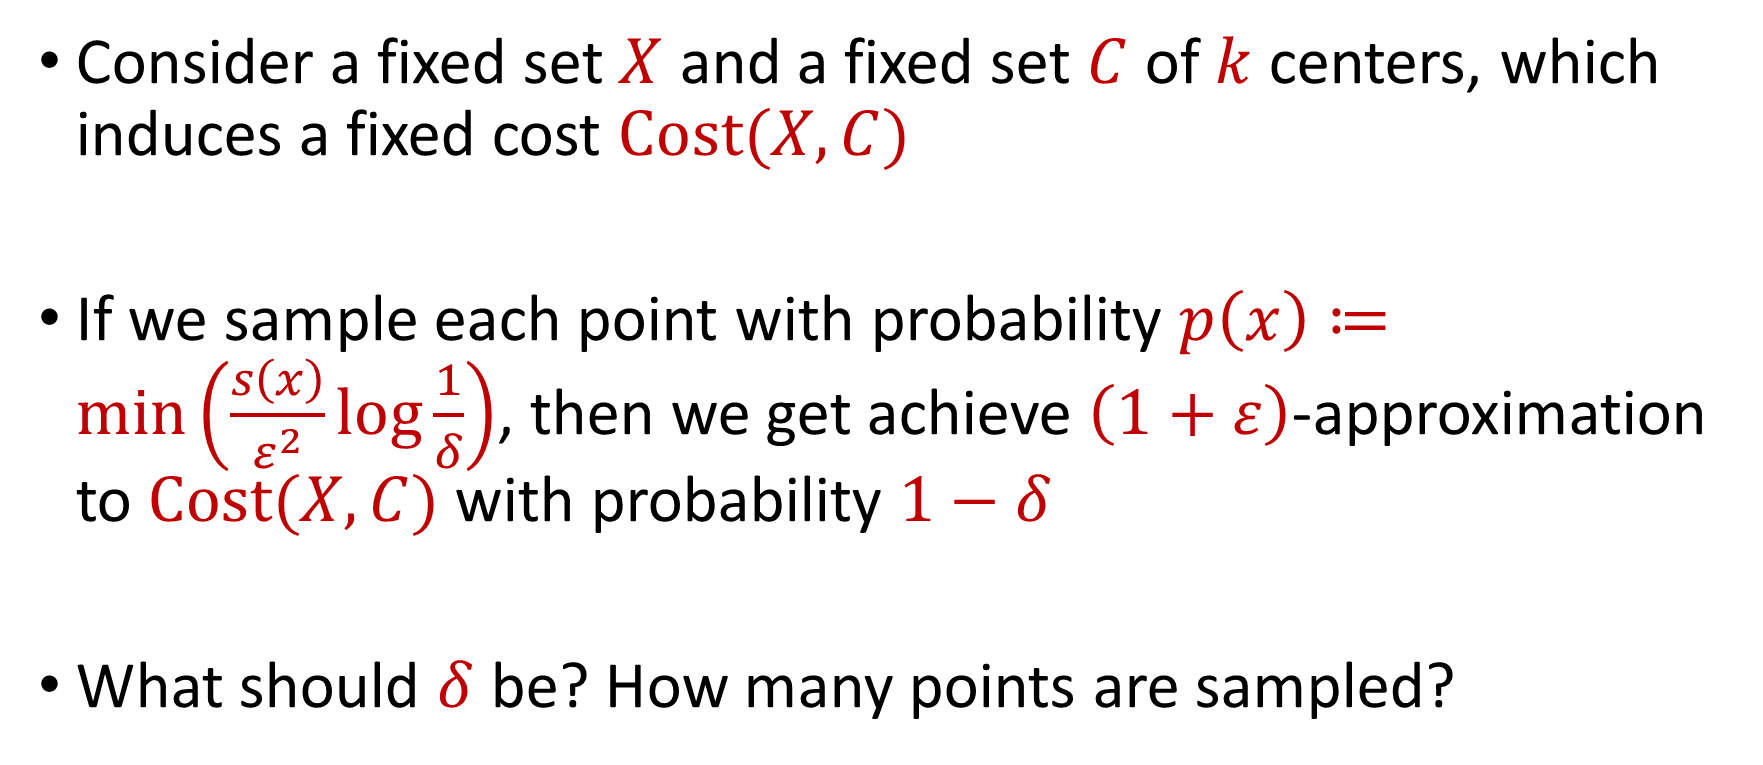 • Consider a fixed set X and a fixed set C of k centers, which
induces a fixed cost Cost(X, C)
• If we sample each point with probability p(x) ≔
min (s(x)/ε² log 1/δ), then we get achieve (1 + ε)-approximation
to Cost(X, C) with probability 1 − δ
• What should δ be? How many points are sampled?